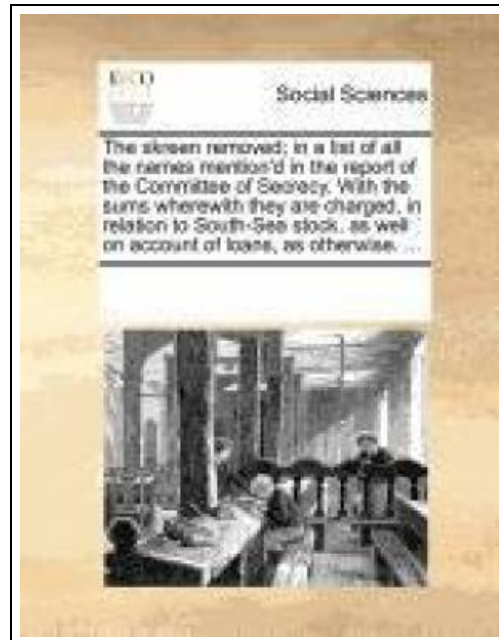 ECCO
Social Sciences
The skreen removed; in a list of all
the names mention'd in the report of
the Committee of Secrecy. With the
sums wherewith they are charged, in
relation to South-Sea stock, as well
on account of loans, as otherwise. ...